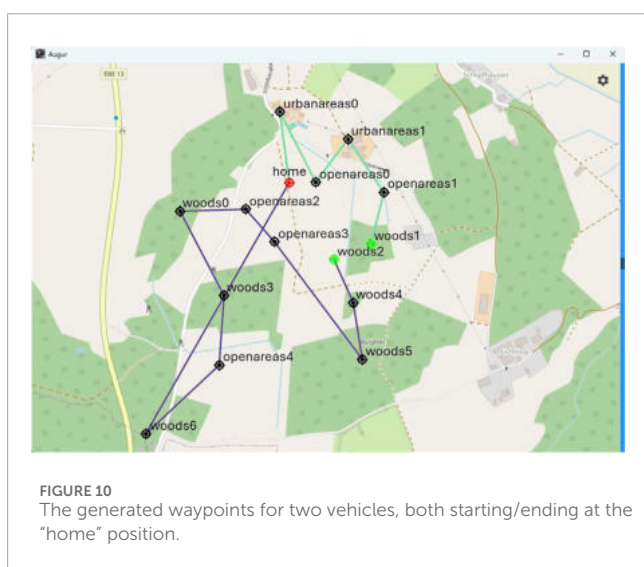 Augur
urbanareas0
urbanareas1
home
openareas0
openareas1
woods0
openareas2
openareas3
woods1
woods2
woods3
woods4
openareas4
woods5
woods6
FIGURE 10
The generated waypoints for two vehicles, both starting/ending at the
"home" position.